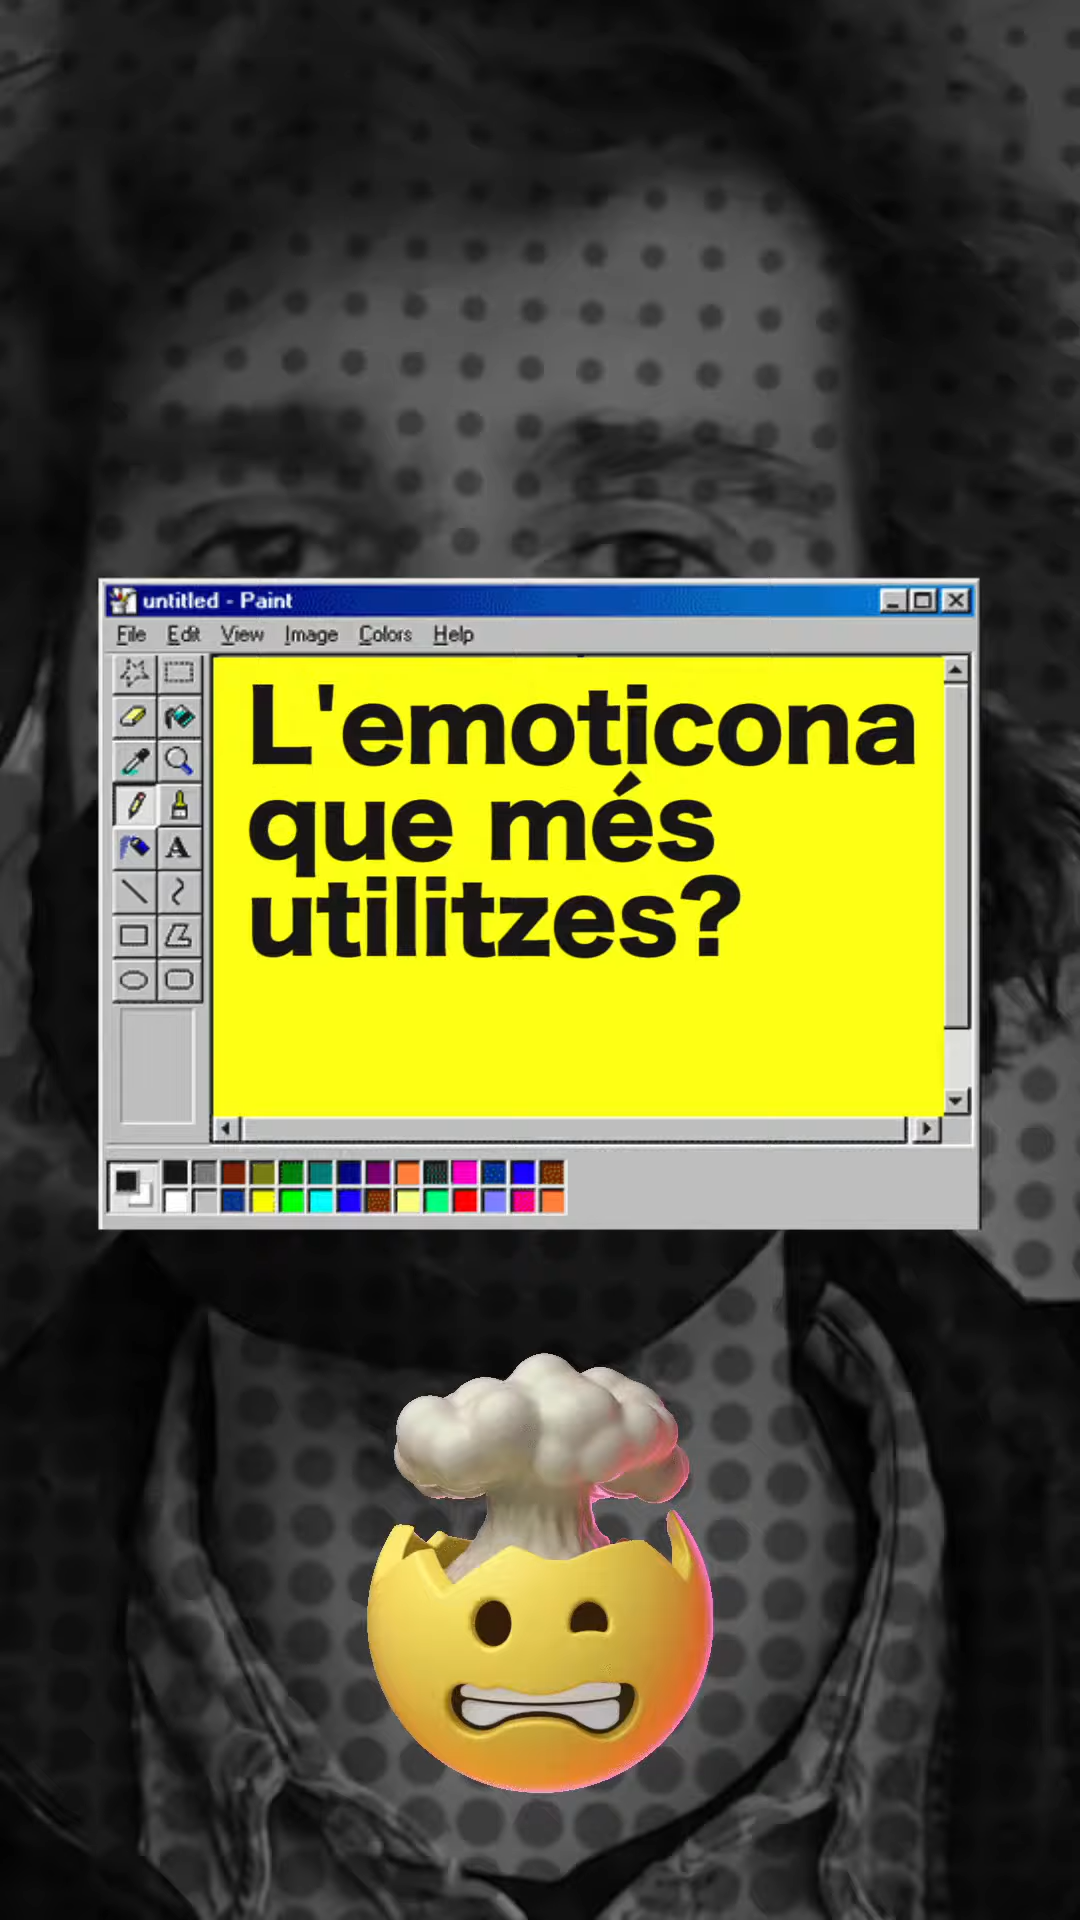 untitled - Paint
File Edit View Image Colors Help
A
L'emoticona
que més
utilitzes?